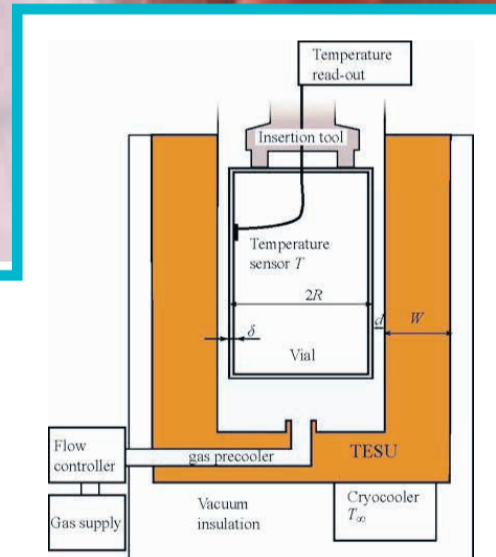 Temperature
read-out
Insertion tool
Temperature
sensor T
2R
d
W
δ
Vial
Flow
controller
gas precooler
TESU
Gas supply
Vacuum
insulation
Cryocooler
T∞